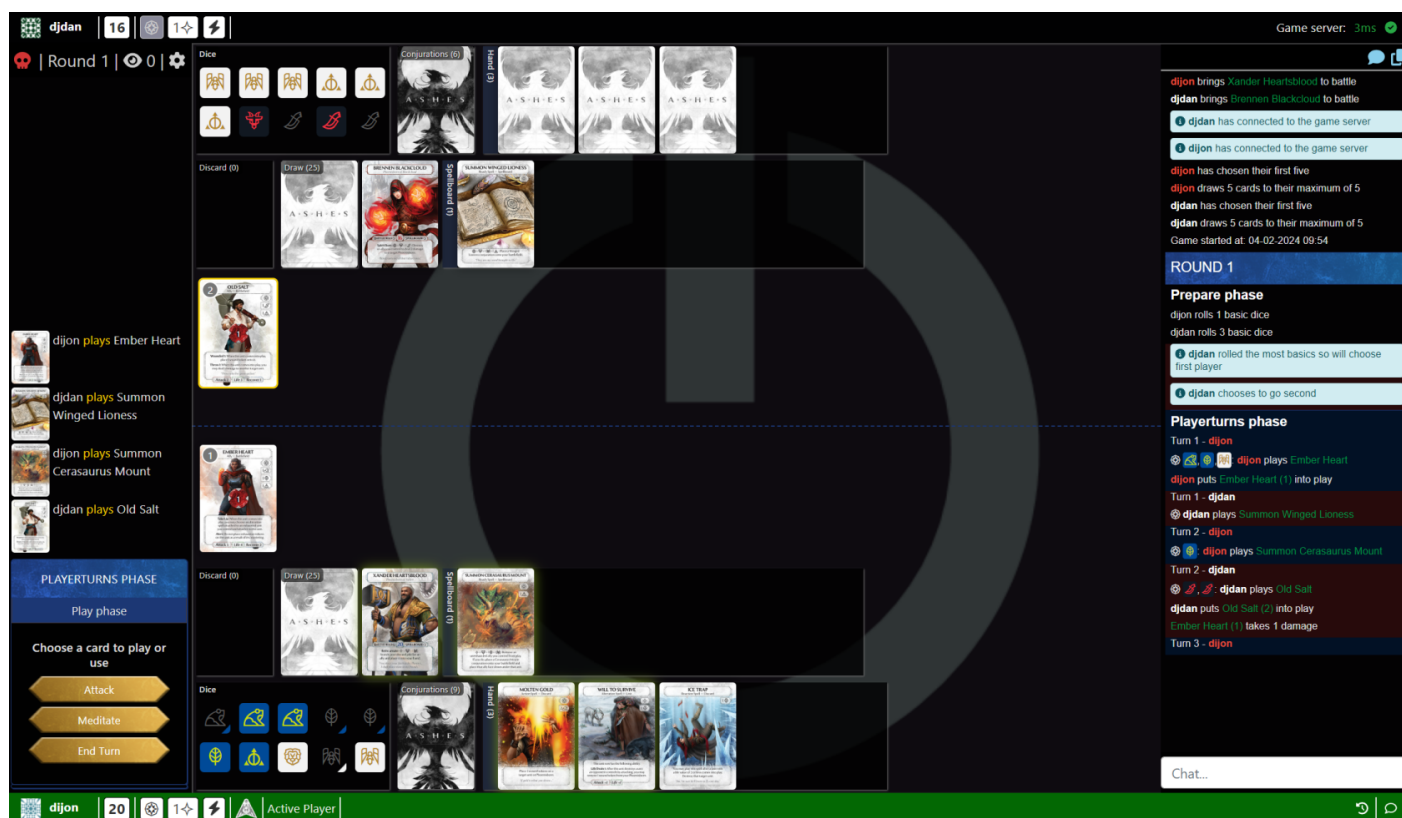 djdan 16 1
Game server: 3ms
Round 1 | 0
Dice
Conjurations (6)
Hand (3)
A·S·H·E·S
A·S·H·E·S
A·S·H·E·S
A·S·H·E·S
Discard (0)
Draw (25)
A·S·H·E·S
BRENNEN BLACKCLOUD
Spellboard (1)
SUMMON WINGED LIONESS
2
OLD SALT
1
EMBER HEART
1
dijon plays Ember Heart
djdan plays Summon
Winged Lioness
dijon plays Summon
Cerasaurus Mount
djdan plays Old Salt
PLAYERTURNS PHASE
Play phase
Choose a card to play or
use
Attack
Meditate
End Turn
Discard (0)
Draw (25)
A·S·H·E·S
XANDER HEARTSBLOOD
Spellboard (1)
SUMMON CERASAURUS MOUNT
Dice
Conjurations (9)
A·S·H·E·S
Hand (3)
MOLTEN GOLD
WILL TO SURVIVE
ICE TRAP
dijon brings Xander Heartsblood to battle
djdan brings Brennen Blackcloud to battle
djdan has connected to the game server
dijon has connected to the game server
dijon has chosen their first five
dijon draws 5 cards to their maximum of 5
djdan has chosen their first five
djdan draws 5 cards to their maximum of 5
Game started at: 04-02-2024 09:54
ROUND 1
Prepare phase
dijon rolls 1 basic dice
djdan rolls 3 basic dice
djdan rolled the most basics so will choose
first player
djdan chooses to go second
Playerturns phase
Turn 1 - dijon
, , : dijon plays Ember Heart
dijon puts Ember Heart (1) into play
Turn 1 - djdan
djdan plays Summon Winged Lioness
Turn 2 - dijon
: dijon plays Summon Cerasaurus Mount
Turn 2 - djdan
, : djdan plays Old Salt
djdan puts Old Salt (2) into play
Ember Heart (1) takes 1 damage
Turn 3 - dijon
Chat...
dijon 20 1 Active Player